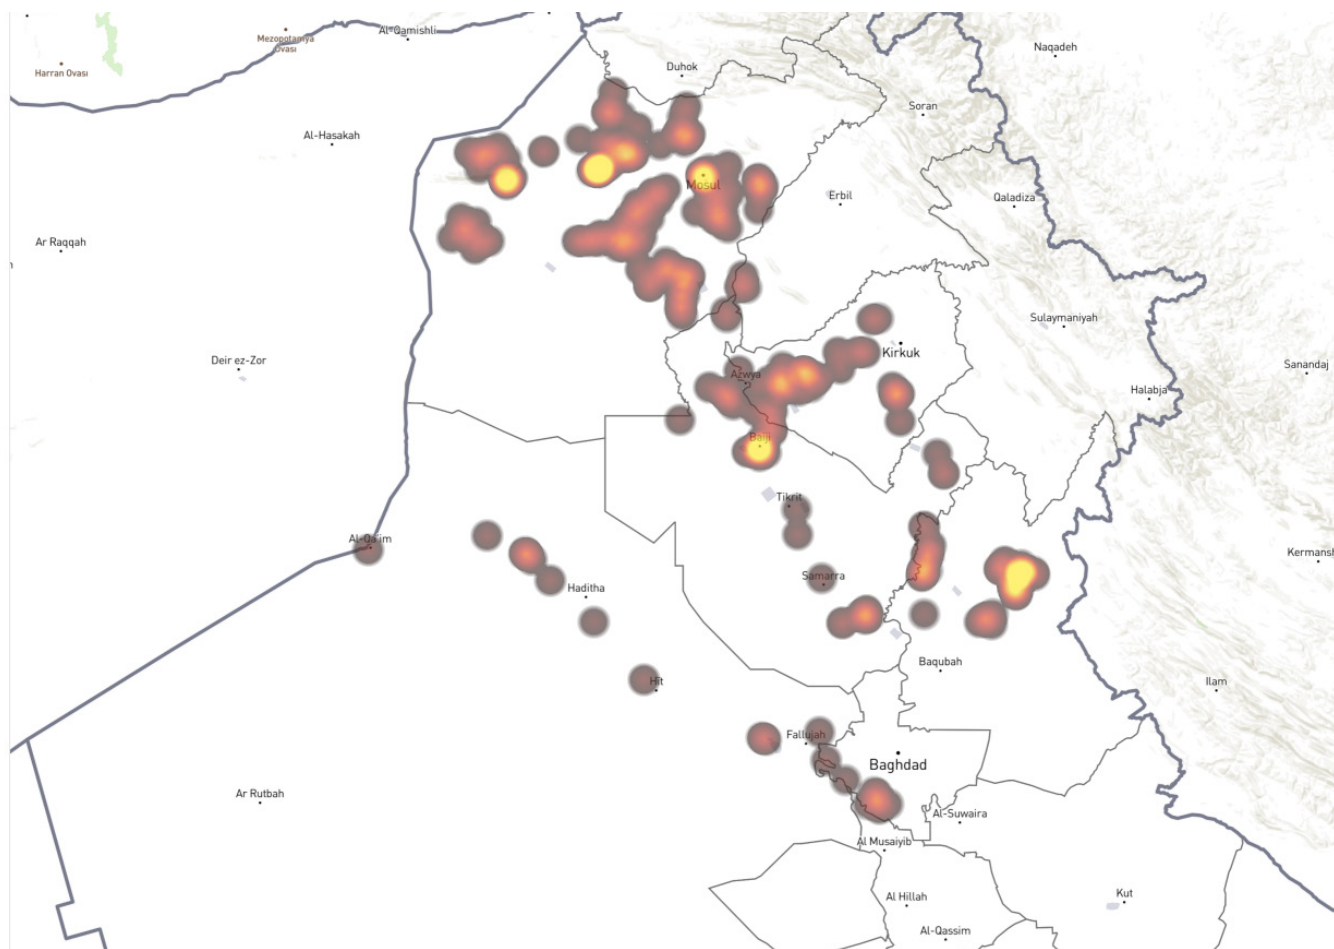 Al-Qamishli
Mezopotamya
Ovası
Naqadeh
Harran Ovası
Duhok
Soran
Al-Hasakah
Mosul
Erbil
Qaladiza
Ar Raqqah
Sulaymaniyah
Kirkuk
Deir ez-Zor
Sanandaj
Azwya
Halabja
Baiji
Tikrit
Al-Qa'im
Kermansh
Samarra
Haditha
Baqubah
Hit
Ilam
Fallujah
Baghdad
Ar Rutbah
Al-Suwaira
Al Musaiyib
Al Hillah
Kut
Al-Qassim